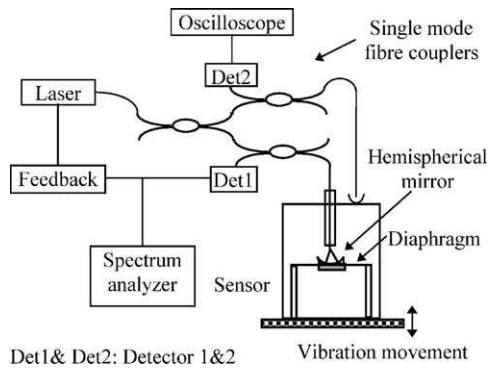 Oscilloscope
Single mode
fibre couplers
Det2
Laser
Hemispherical
mirror
Feedback
Det1
Diaphragm
Spectrum
analyzer
Sensor
Det1& Det2: Detector 1&2
Vibration movement